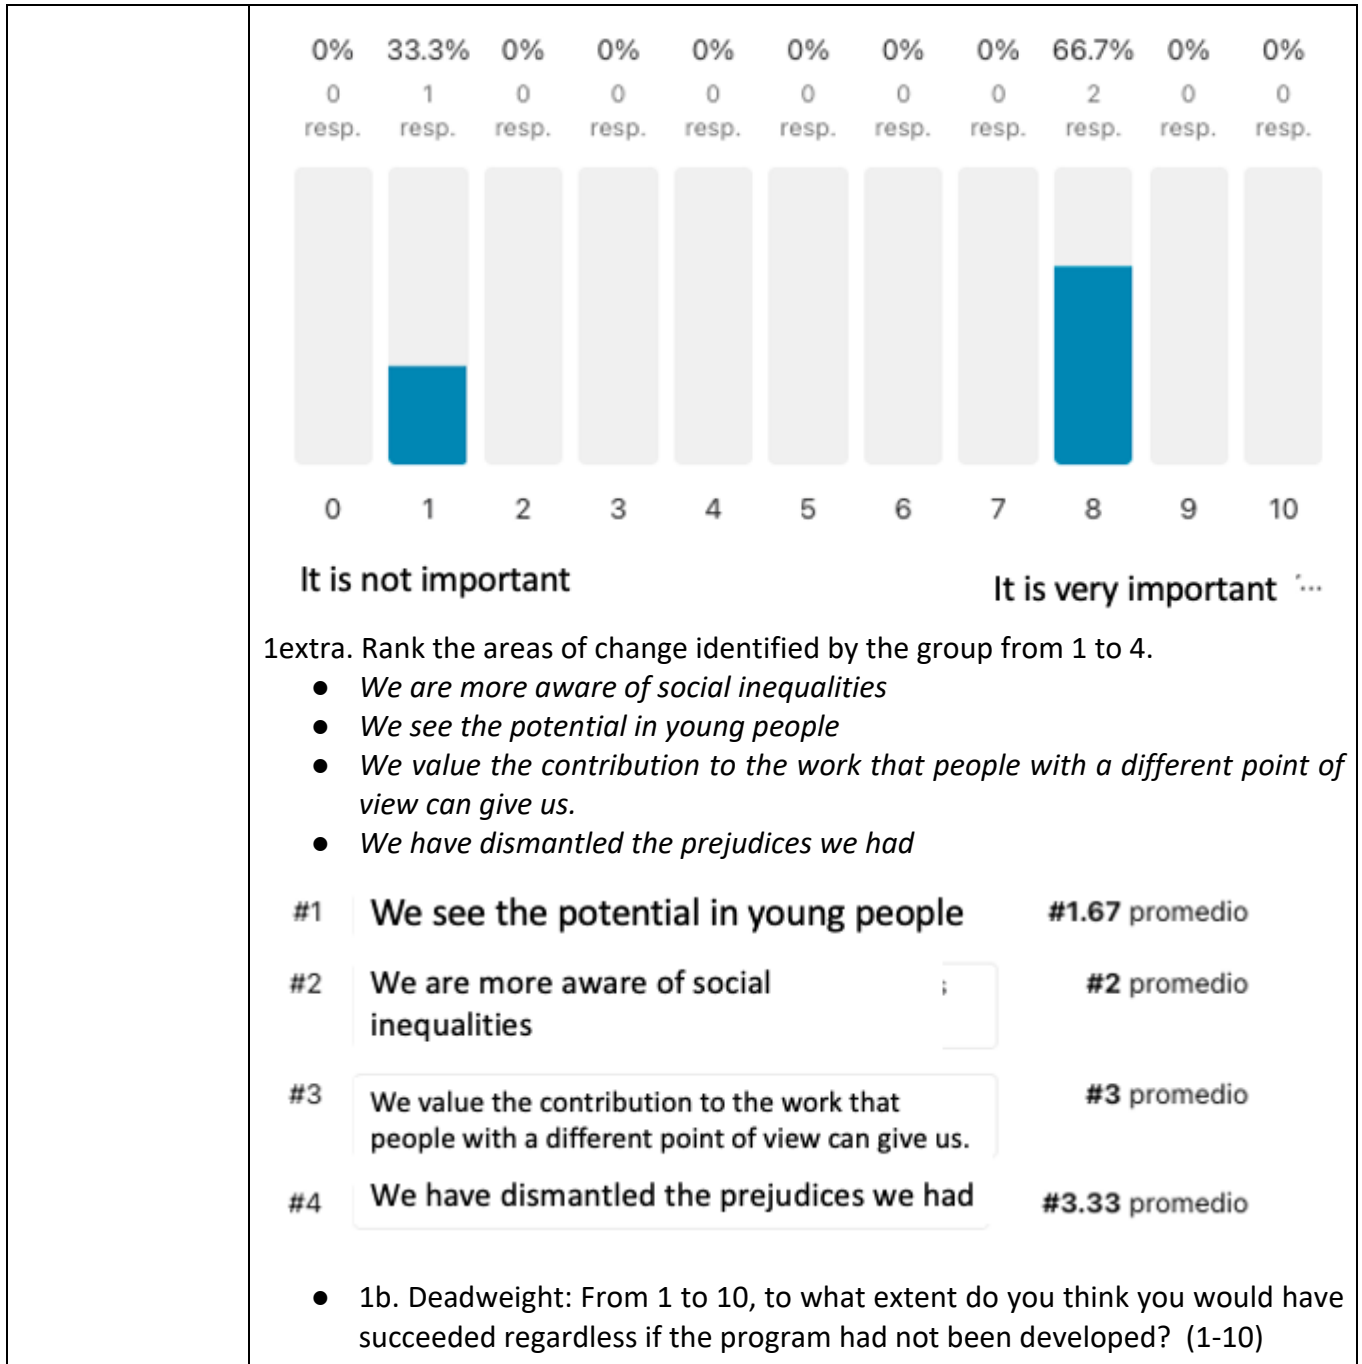 0% 33.3% 0% 0% 0% 0% 0% 0% 66.7% 0% 0%
0 1 0 0 0 0 0 0 2 0 0
resp. resp. resp. resp. resp. resp. resp. resp. resp. resp. resp.
0 1 2 3 4 5 6 7 8 9 10
It is not important It is very important ...
1extra. Rank the areas of change identified by the group from 1 to 4.
● We are more aware of social inequalities
● We see the potential in young people
● We value the contribution to the work that people with a different point of
view can give us.
● We have dismantled the prejudices we had
#1 We see the potential in young people #1.67 promedio
#2 We are more aware of social #2 promedio
inequalities
#3 We value the contribution to the work that #3 promedio
people with a different point of view can give us.
#4 We have dismantled the prejudices we had #3.33 promedio
● 1b. Deadweight: From 1 to 10, to what extent do you think you would have
succeeded regardless if the program had not been developed? (1-10)